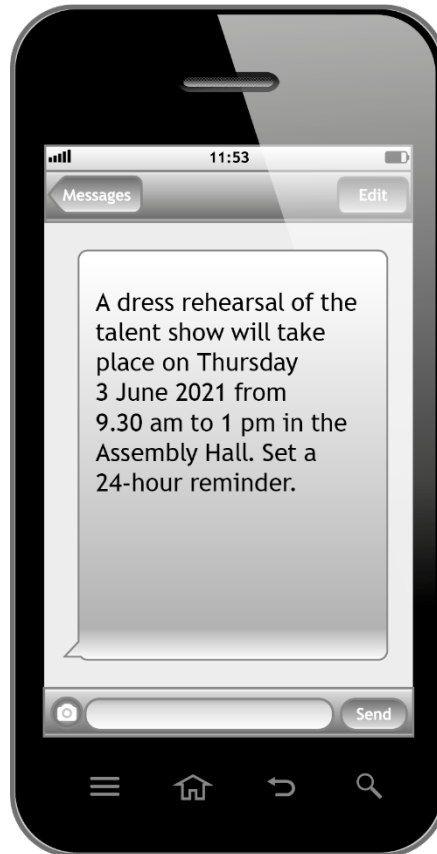 11:53
Messages
Edit
A dress rehearsal of the
talent show will take
place on Thursday
3 June 2021 from
9.30 am to 1 pm in the
Assembly Hall. Set a
24-hour reminder.
Send